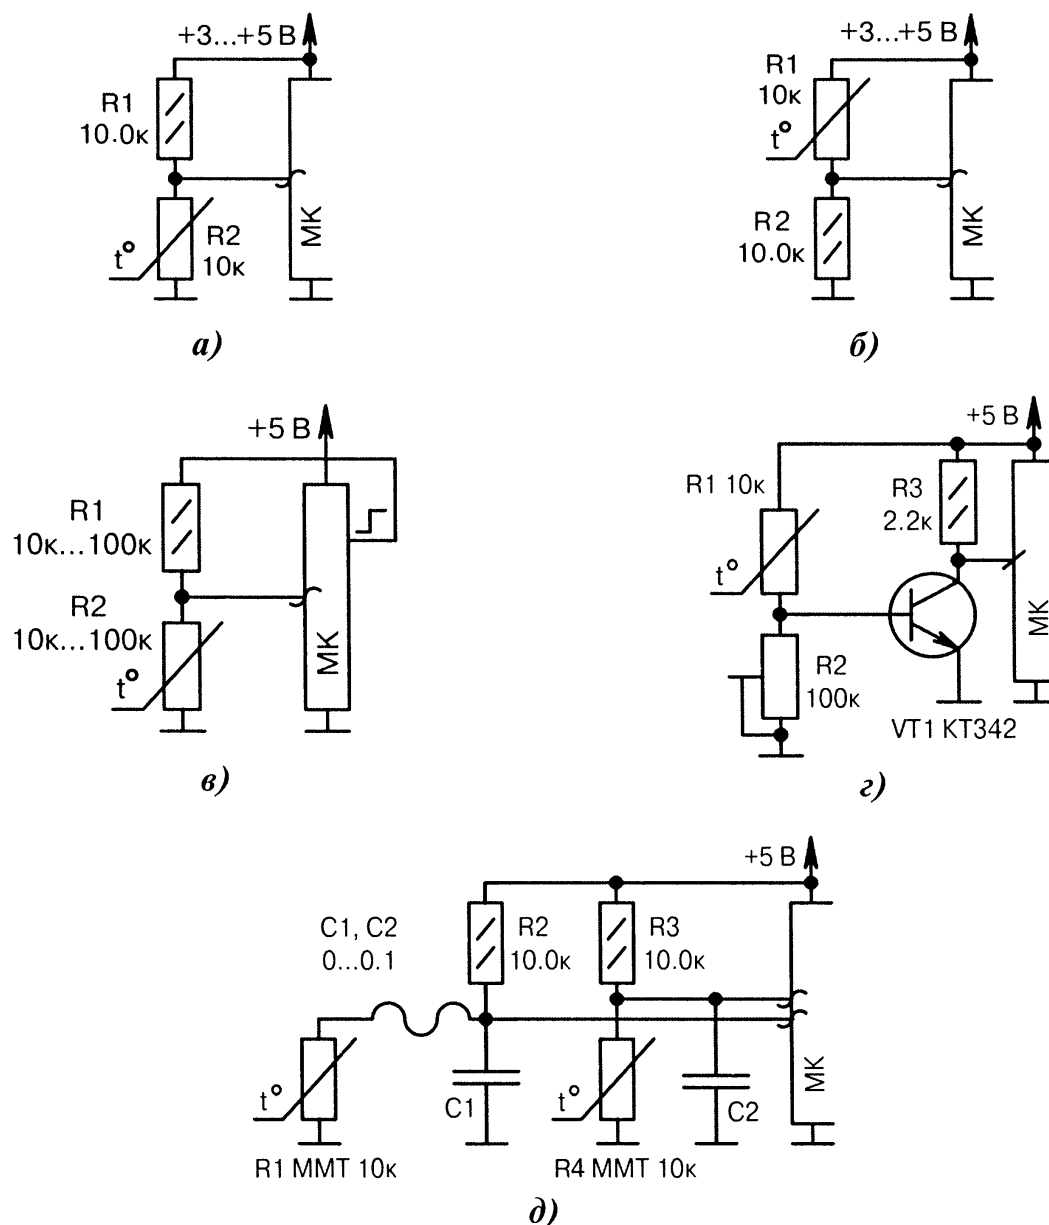 +3...+5 В
R1
10.0к
t°
R2
10к
МК
а)
+3...+5 В
R1
10к
t°
R2
10.0к
МК
б)
+5 В
R1
10к...100к
R2
10к...100к
t°
МК
в)
+5 В
R1 10к
R3
2.2к
t°
R2
100к
МК
VT1 КТ342
г)
+5 В
C1, C2
0...0.1
R2
10.0к
R3
10.0к
t°
C1
t°
C2
МК
R1 ММТ 10к
R4 ММТ 10к
д)